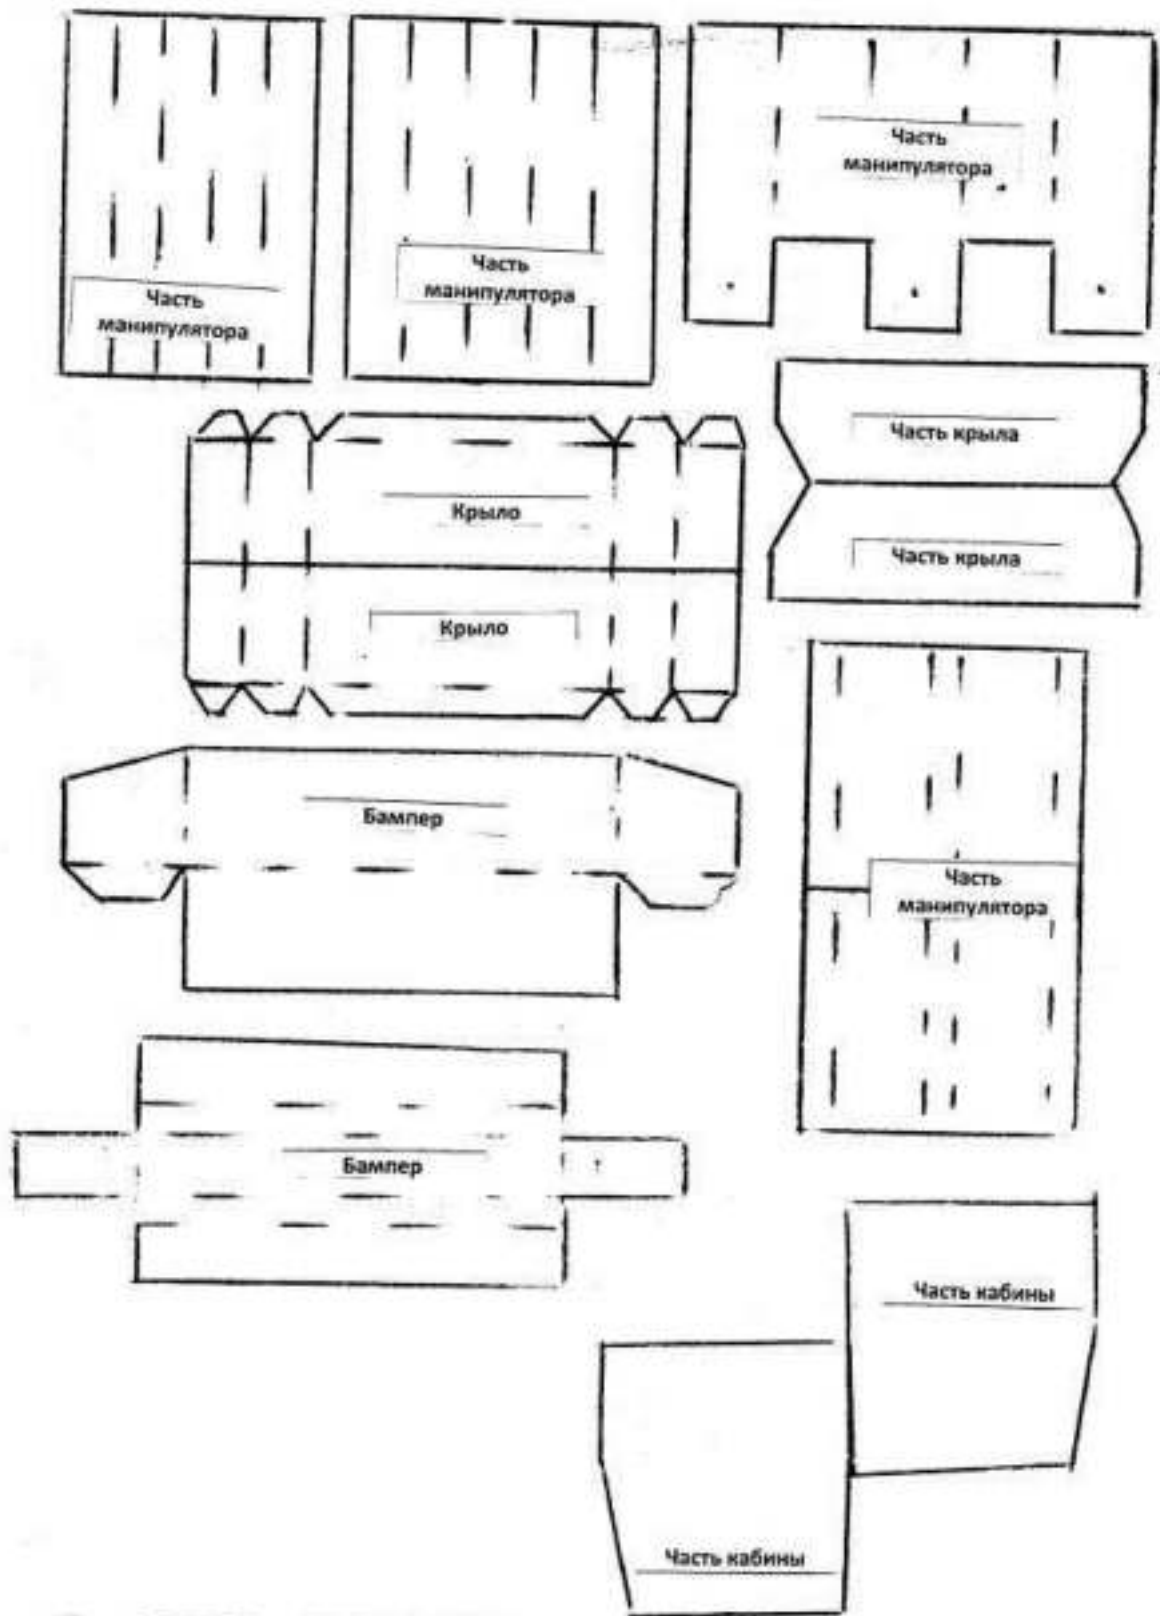 Часть
манипулятора
Часть
манипулятора
Часть
манипулятора
Часть крыла
Часть крыла
Крыло
Крыло
Бампер
Часть
манипулятора
Бампер
Часть кабины
Часть кабины